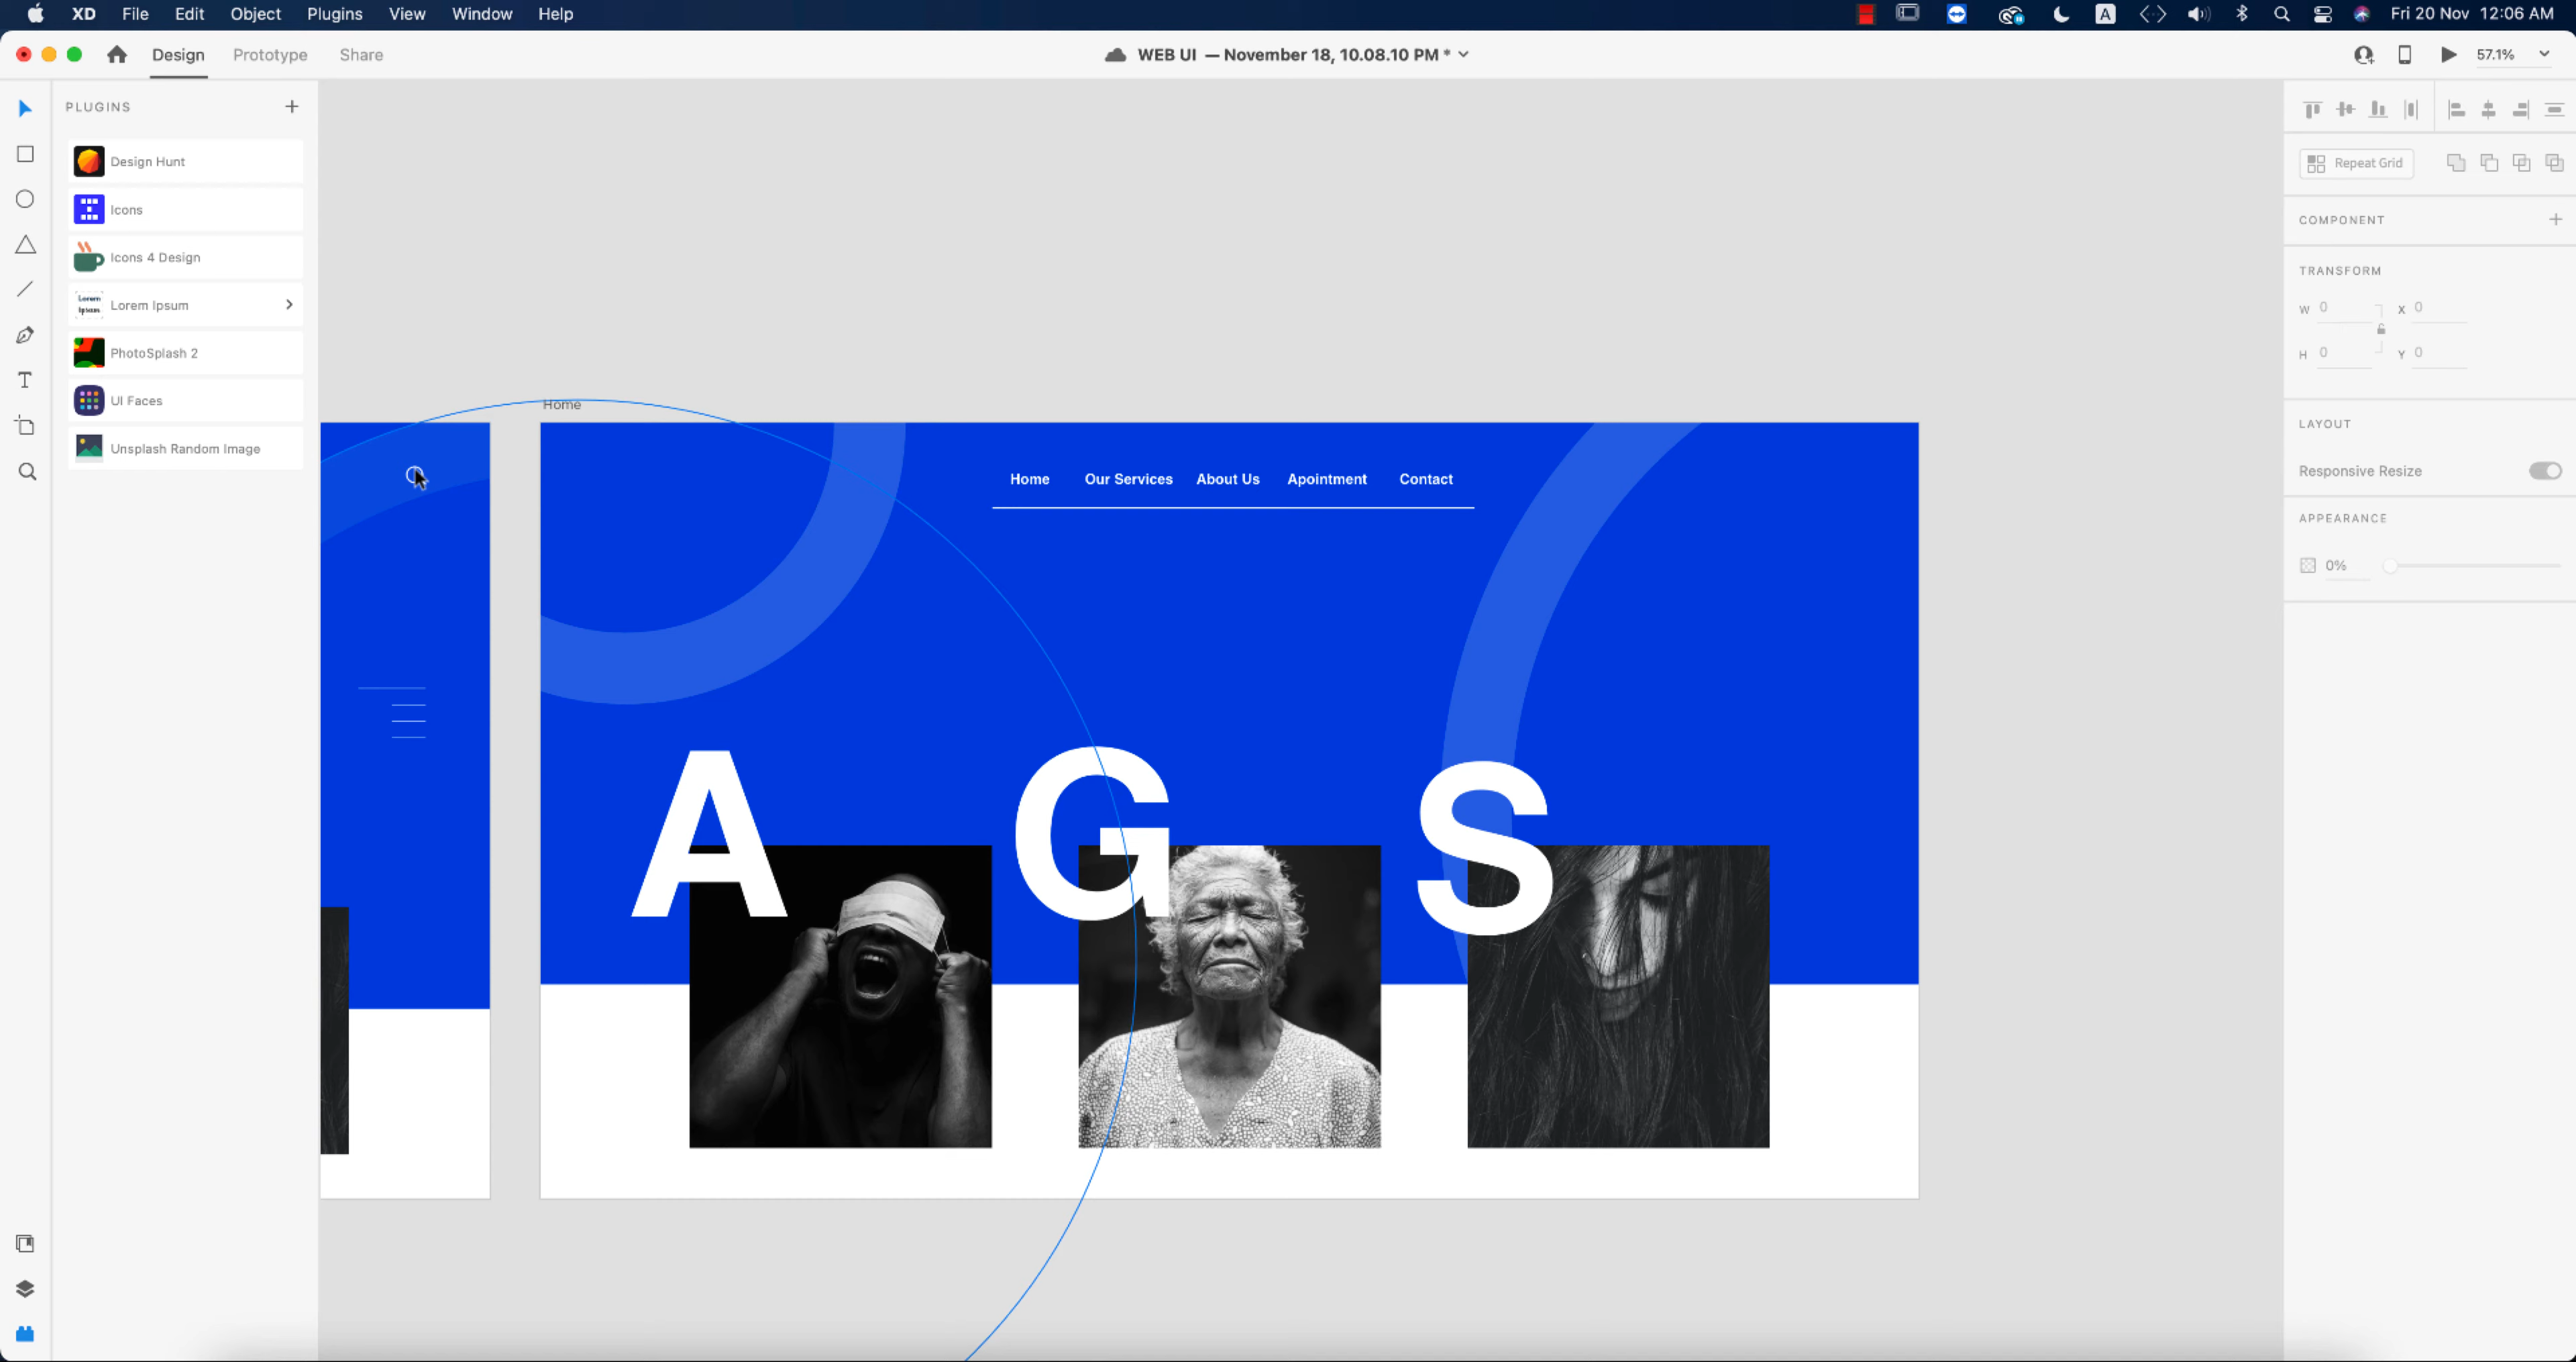 XD File Edit Object Plugins View Window Help A Fri 20 Nov 12:06 AM
Design Prototype Share WEB UI — November 18, 10.08.10 PM * 57.1%
PLUGINS
Design Hunt
Icons
Icons 4 Design
Lorem Ipsum Lorem Ipsum
PhotoSplash 2
UI Faces
Unsplash Random Image
Home
Home Our Services About Us Apointment Contact
A G S
Repeat Grid
COMPONENT
TRANSFORM
W 0 X 0
H 0 Y 0
LAYOUT
Responsive Resize
APPEARANCE
0%